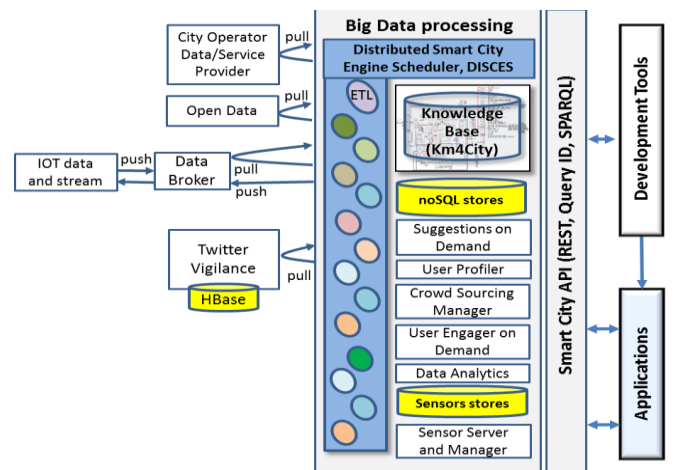 Big Data processing
City Operator
Data/Service
Provider
pull
Distributed Smart City
Engine Scheduler, DISCES
Open Data
pull
ETL
Knowledge
Base
(Km4City)
IOT data
and stream
push
Data
Broker
pull
push
noSQL stores
Suggestions on
Demand
Twitter
Vigilance
pull
HBase
User Profiler
Crowd Sourcing
Manager
User Engager on
Demand
Data Analytics
Sensors stores
Sensor Server
and Manager
Smart City API (REST, Query ID, SPARQL)
Development Tools
Applications